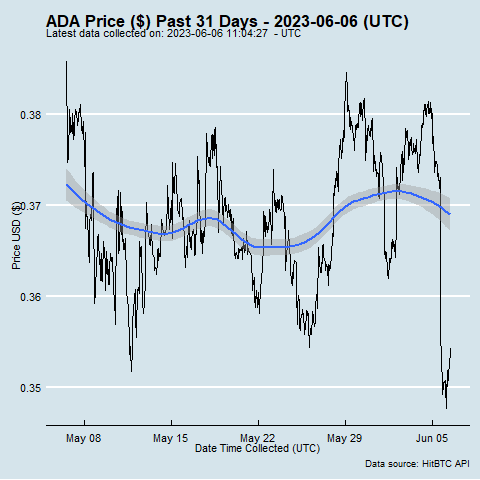 ADA Price ($) Past 31 Days - 2023-06-06 (UTC)
Latest data collected on: 2023-06-06 11:04:27 - UTC
Price USD ($)
0.38
0.37
0.36
0.35
May 08 May 15 May 22 May 29 Jun 05
Date Time Collected (UTC)
Data source: HitBTC API